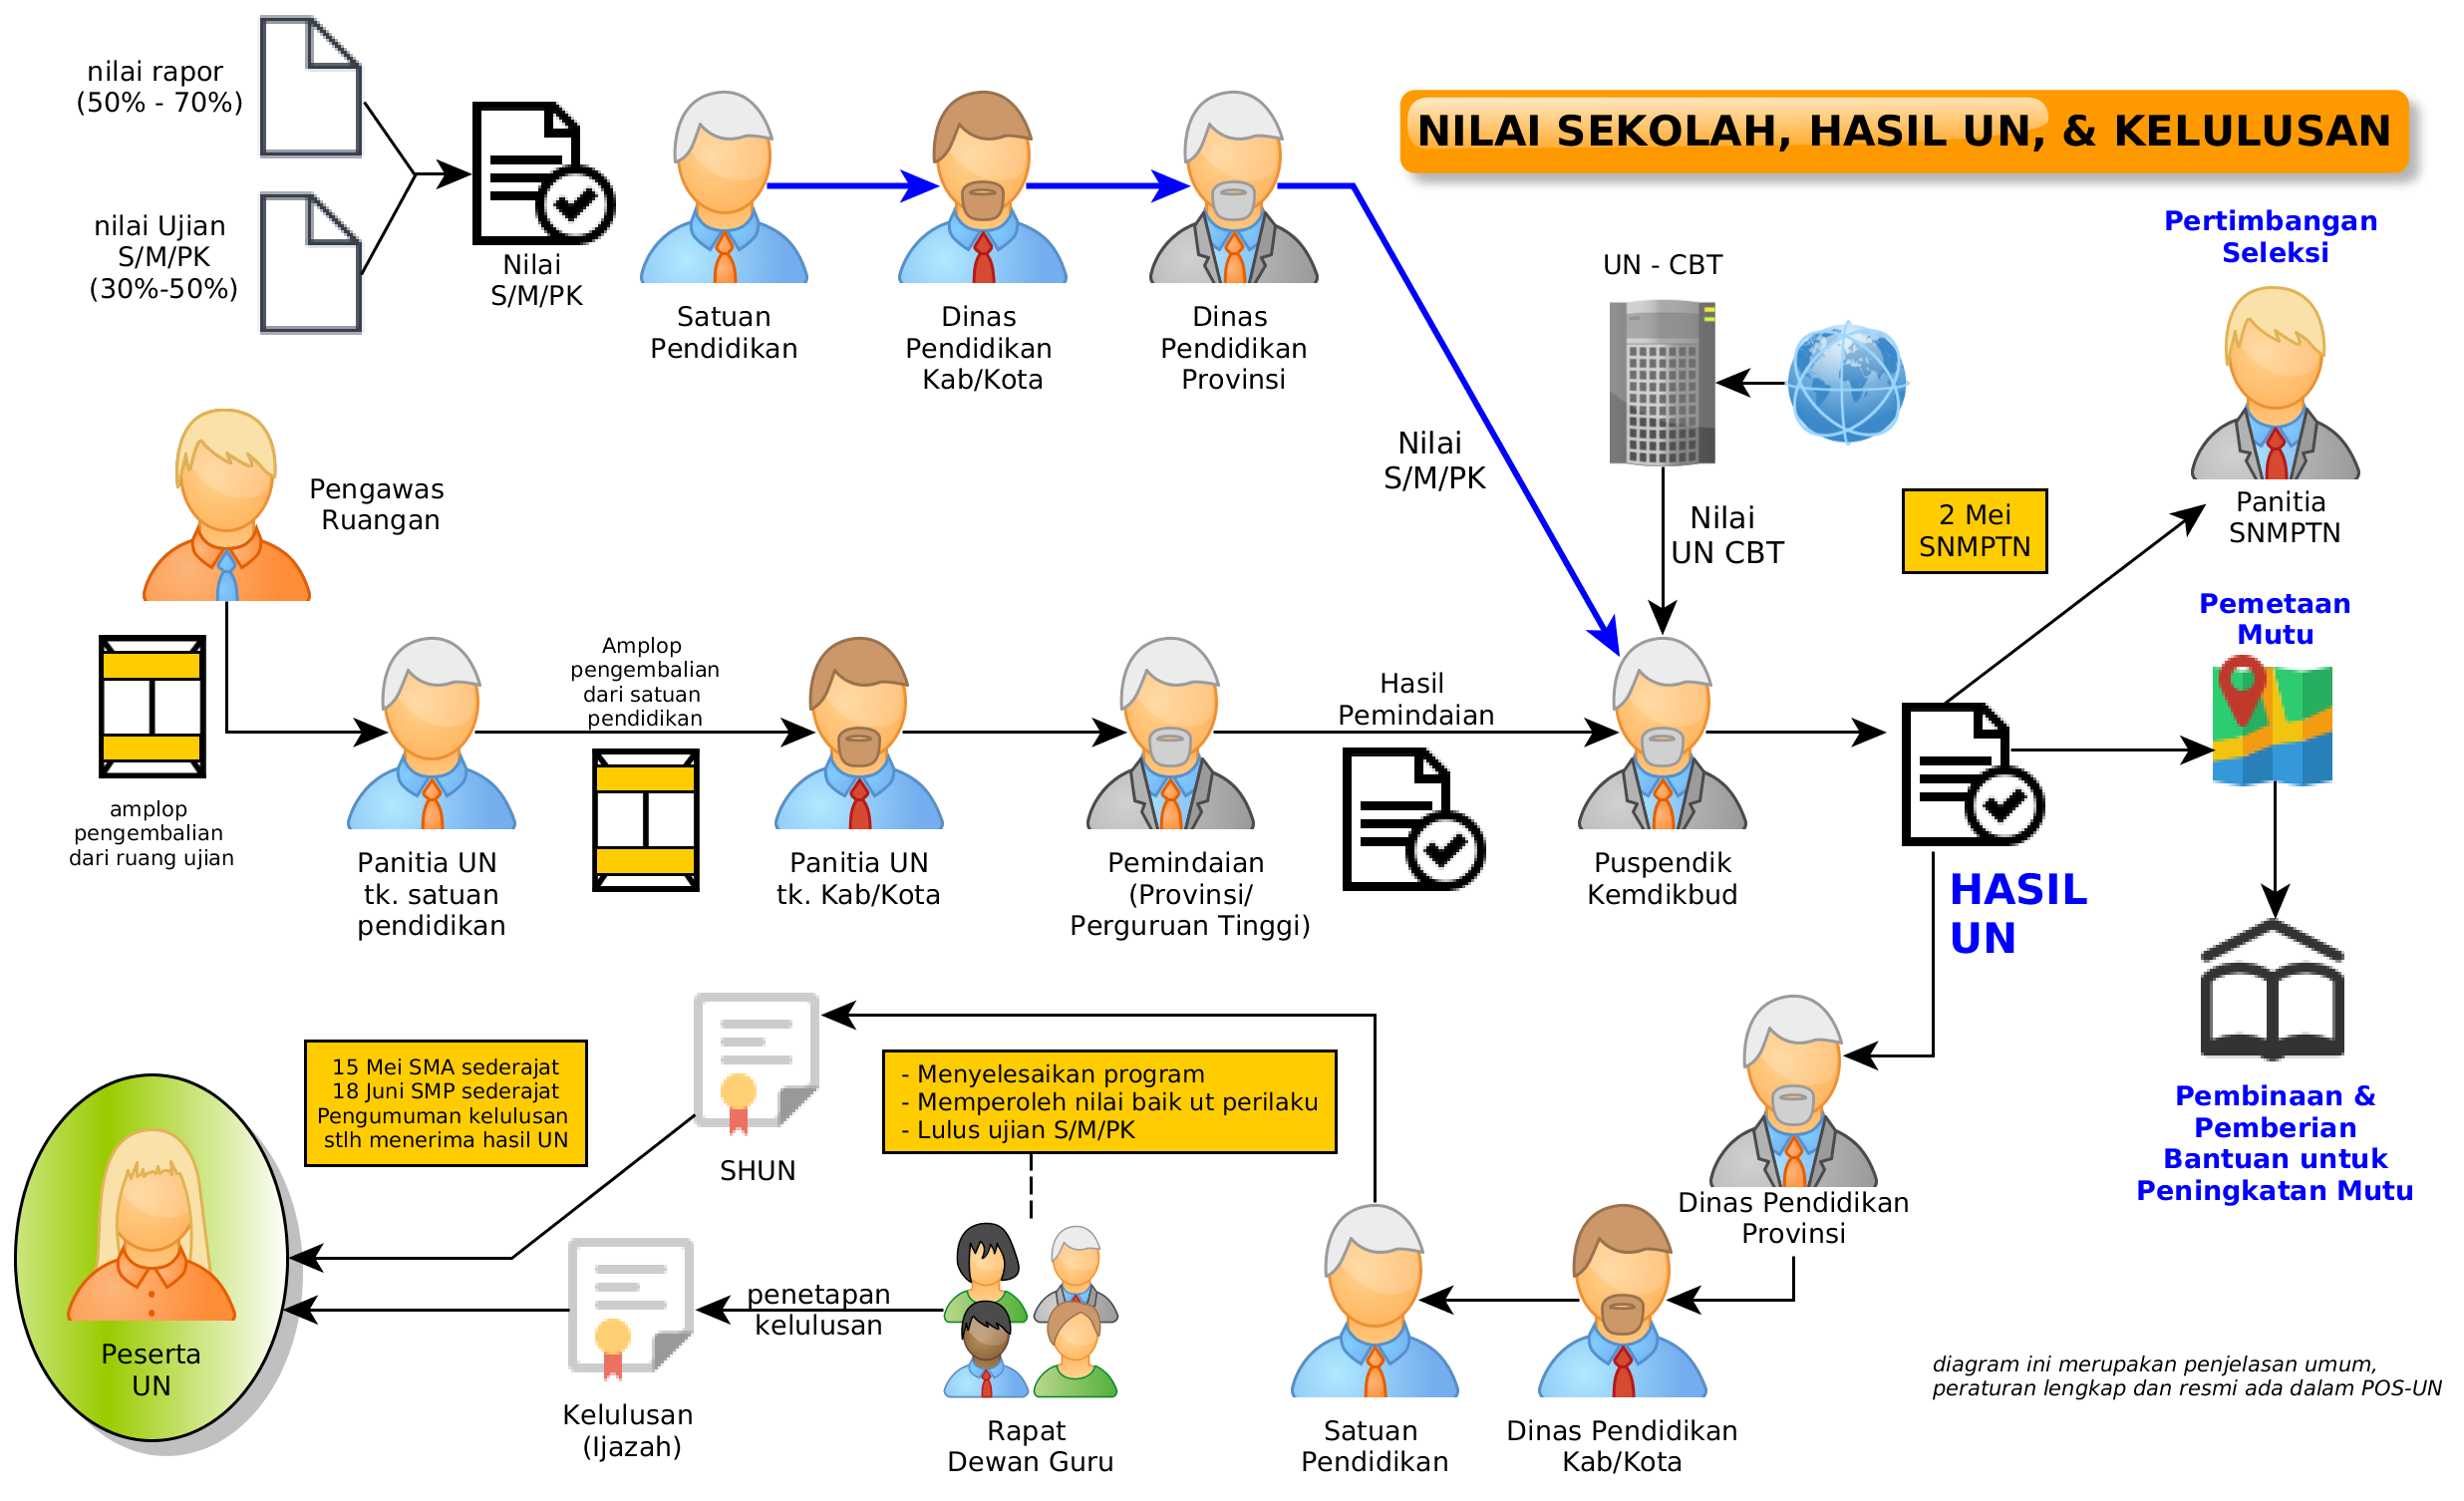 NILAI SEKOLAH, HASIL UN, & KELULUSAN
nilai rapor
(50% - 70%)
nilai Ujian
S/M/PK
(30%-50%)
Nilai
S/M/PK
Satuan
Pendidikan
Dinas
Pendidikan
Kab/Kota
Dinas
Pendidikan
Provinsi
Nilai
S/M/PK
UN - CBT
Nilai
UN CBT
Pertimbangan
Seleksi
Panitia
SNMPTN
2 Mei
SNMPTN
Pengawas
Ruangan
amplop
pengembalian
dari ruang ujian
Panitia UN
tk. satuan
pendidikan
Amplop
pengembalian
dari satuan
pendidikan
Panitia UN
tk. Kab/Kota
Pemindaian
(Provinsi/
Perguruan Tinggi)
Hasil
Pemindaian
Puspendik
Kemdikbud
HASIL
UN
Pemetaan
Mutu
Pembinaan &
Pemberian
Bantuan untuk
Peningkatan Mutu
Dinas Pendidikan
Provinsi
Dinas Pendidikan
Kab/Kota
Satuan
Pendidikan
SHUN
- Menyelesaikan program
- Memperoleh nilai baik ut perilaku
- Lulus ujian S/M/PK
Rapat
Dewan Guru
penetapan
kelulusan
Kelulusan
(Ijazah)
15 Mei SMA sederajat
18 Juni SMP sederajat
Pengumuman kelulusan
stlh menerima hasil UN
Peserta
UN
diagram ini merupakan penjelasan umum,
peraturan lengkap dan resmi ada dalam POS-UN